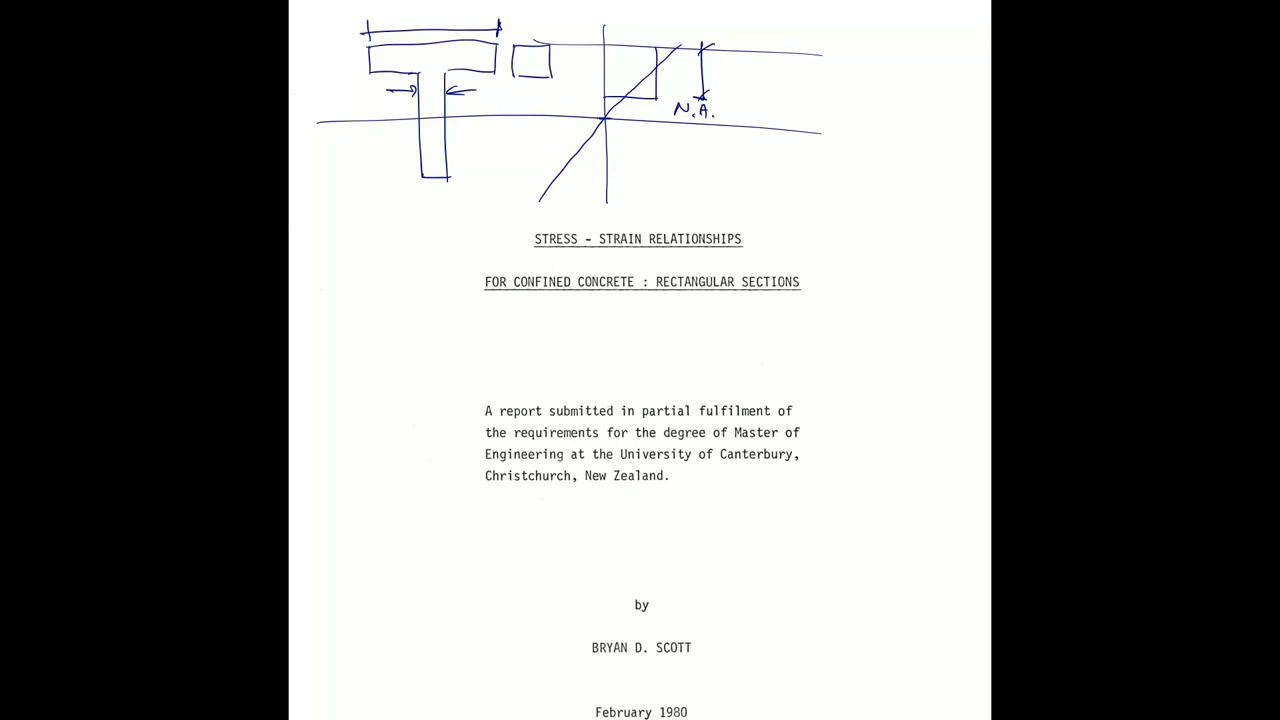 N.A.
STRESS - STRAIN RELATIONSHIPS
FOR CONFINED CONCRETE : RECTANGULAR SECTIONS
A report submitted in partial fulfilment of
the requirements for the degree of Master of
Engineering at the University of Canterbury,
Christchurch, New Zealand.
by
BRYAN D. SCOTT
February 1980